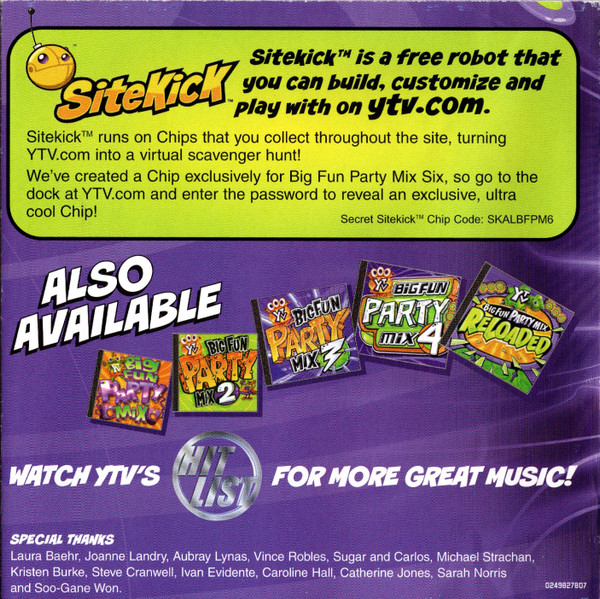 SITEKICK™
Sitekick™ is a free robot that
you can build, customize and
play with on ytv.com.
Sitekick™ runs on Chips that you collect throughout the site, turning
YTV.com into a virtual scavenger hunt!
We've created a Chip exclusively for Big Fun Party Mix Six, so go to the
dock at YTV.com and enter the password to reveal an exclusive, ultra
cool Chip!
Secret Sitekick™ Chip Code: SKALBFPM6
ALSO
AVAILABLE
BIG
FUN
PARTY
MIX
YTV
BIG FUN
PARTY
MIX 2
YTV
BIG FUN
PARTY
MIX 3
YTV
BIG FUN
PARTY
MIX 4
YTV
BIG FUN PARTY MIX
RELOADED
WATCH YTV'S HIT LIST FOR MORE GREAT MUSIC!
SPECIAL THANKS
Laura Baehr, Joanne Landry, Aubray Lynas, Vince Robles, Sugar and Carlos, Michael Strachan,
Kristen Burke, Steve Cranwell, Ivan Evidente, Caroline Hall, Catherine Jones, Sarah Norris
and Soo-Gane Won.
0249827807